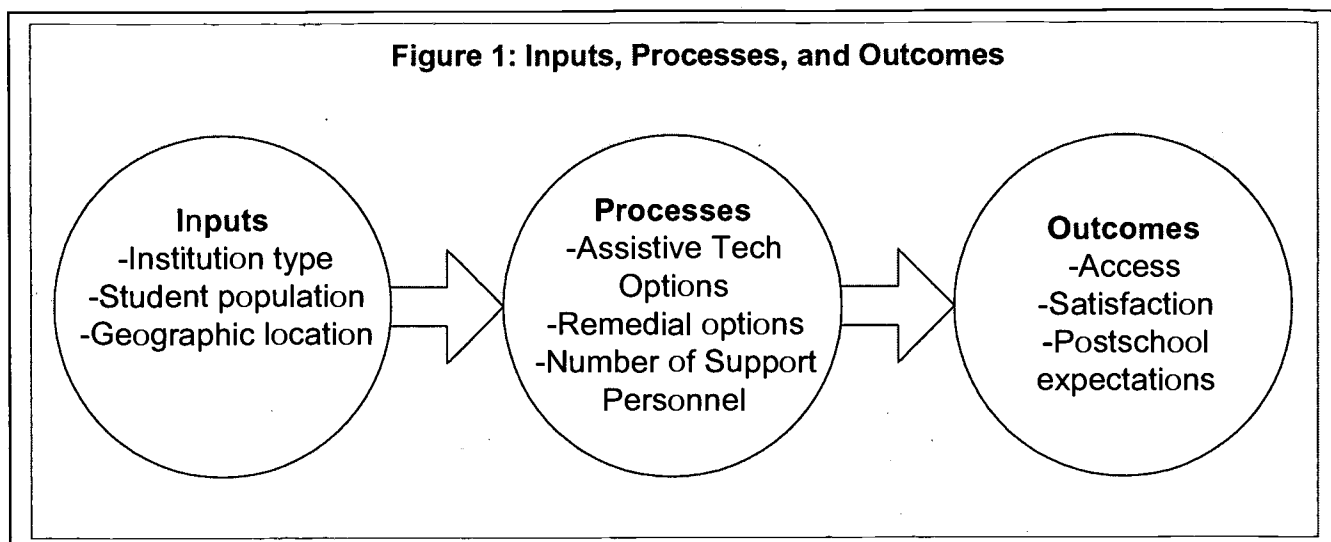 Figure 1: Inputs, Processes, and Outcomes
Inputs
-Institution type
-Student population
-Geographic location
Processes
-Assistive Tech
Options
-Remedial options
-Number of Support
Personnel
Outcomes
-Access
-Satisfaction
-Postschool
expectations